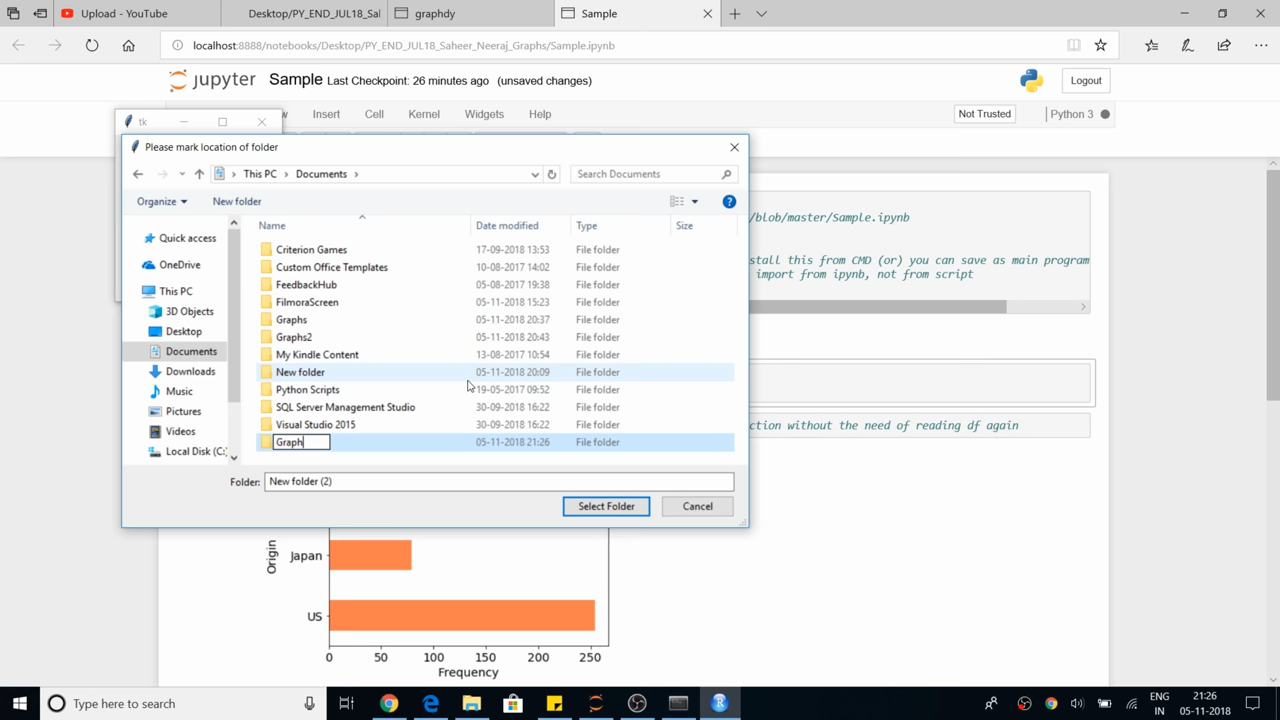 Upload - YouTube
Desktop/PY_END_JUL18_Sal
graphdy
Sample
localhost:8888/notebooks/Desktop/PY_END_JUL18_Saheer_Neeraj_Graphs/Sample.ipynb
jupyter Sample Last Checkpoint: 26 minutes ago (unsaved changes)
Logout
Insert Cell Kernel Widgets Help
Not Trusted Python 3
tk
Please mark location of folder
This PC Documents
Search Documents
Organize New folder
Name Date modified Type Size
Quick access
OneDrive
This PC
3D Objects
Desktop
Documents
Downloads
Music
Pictures
Videos
Local Disk (C:)
Criterion Games 17-09-2018 13:53 File folder
Custom Office Templates 10-08-2017 14:02 File folder
FeedbackHub 05-08-2017 19:38 File folder
FilmoraScreen 05-11-2018 15:23 File folder
Graphs 05-11-2018 20:37 File folder
Graphs2 05-11-2018 20:43 File folder
My Kindle Content 13-08-2017 10:54 File folder
New folder 05-11-2018 20:09 File folder
Python Scripts 19-05-2017 09:52 File folder
SQL Server Management Studio 30-09-2018 16:22 File folder
Visual Studio 2015 30-09-2018 16:22 File folder
Graph 05-11-2018 21:26 File folder
Folder: New folder (2)
Select Folder Cancel
/blob/master/Sample.ipynb
stall this from CMD (or) you can save as main program
import from ipynb, not from script
ction without the need of reading df again
Origin
Japan
US
0 50 100 150 200 250
Frequency
Type here to search
ENG
IN
21:26
05-11-2018